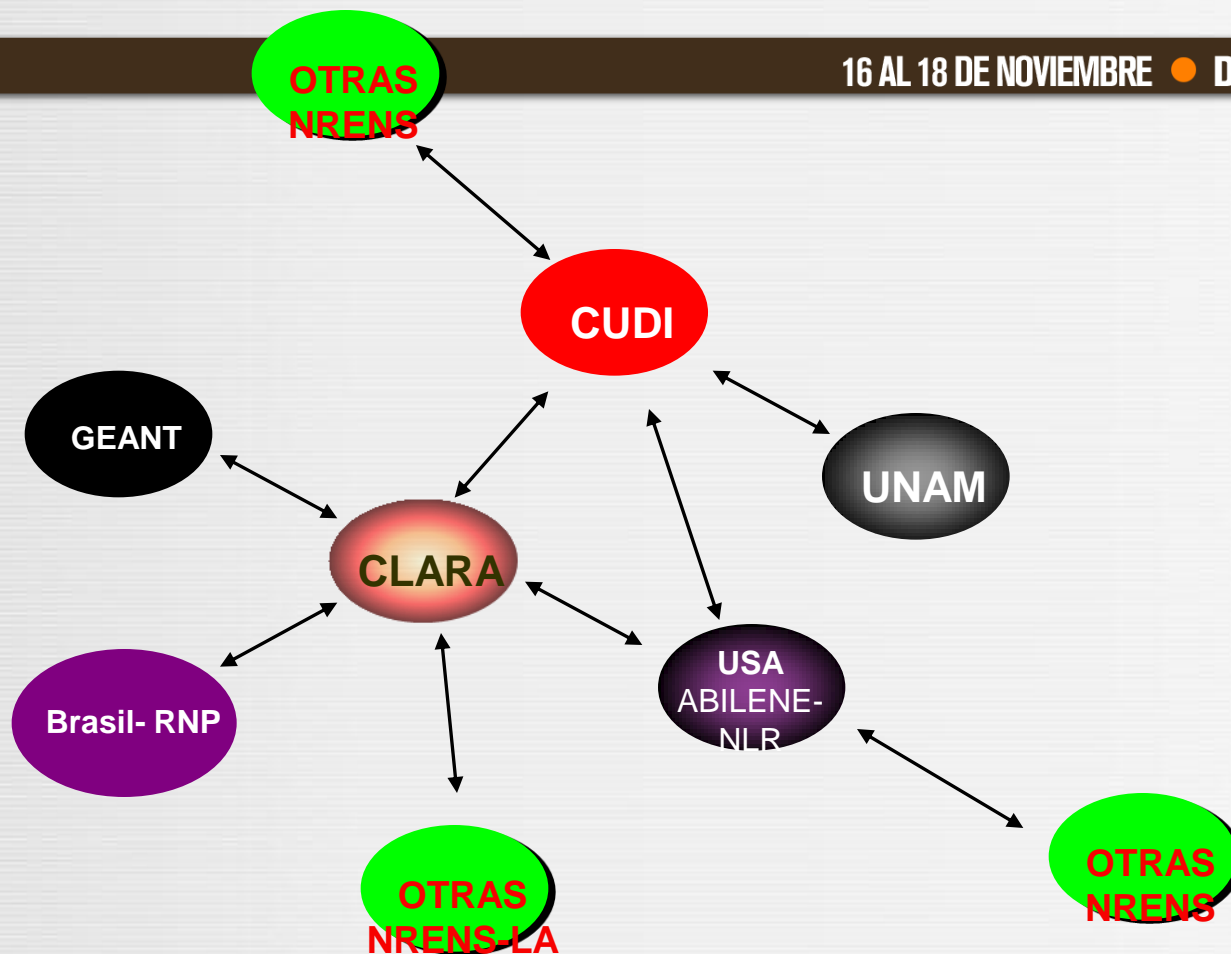 16 AL 18 DE NOVIEMBRE
OTRAS
NRENS
CUDI
GEANT
UNAM
CLARA
USA
ABILENE-
NLR
Brasil- RNP
OTRAS
NRENS
OTRAS
NRENS-LA